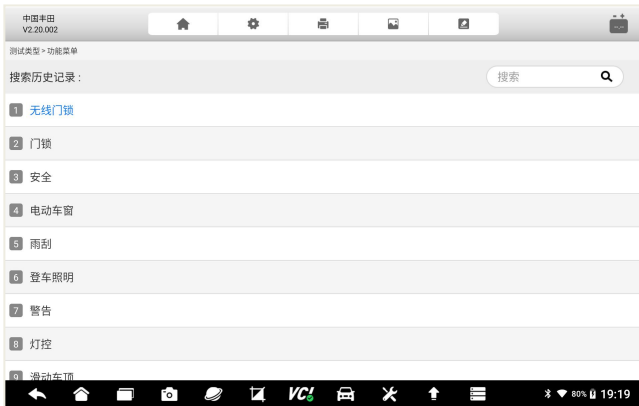 中国丰田
V2.20.002
测试类型 > 功能菜单
搜索历史记录 :
搜索
1 无线门锁
2 门锁
3 安全
4 电动车窗
5 雨刮
6 登车照明
7 警告
8 灯控
9 滑动车顶
VC!
80% 19:19